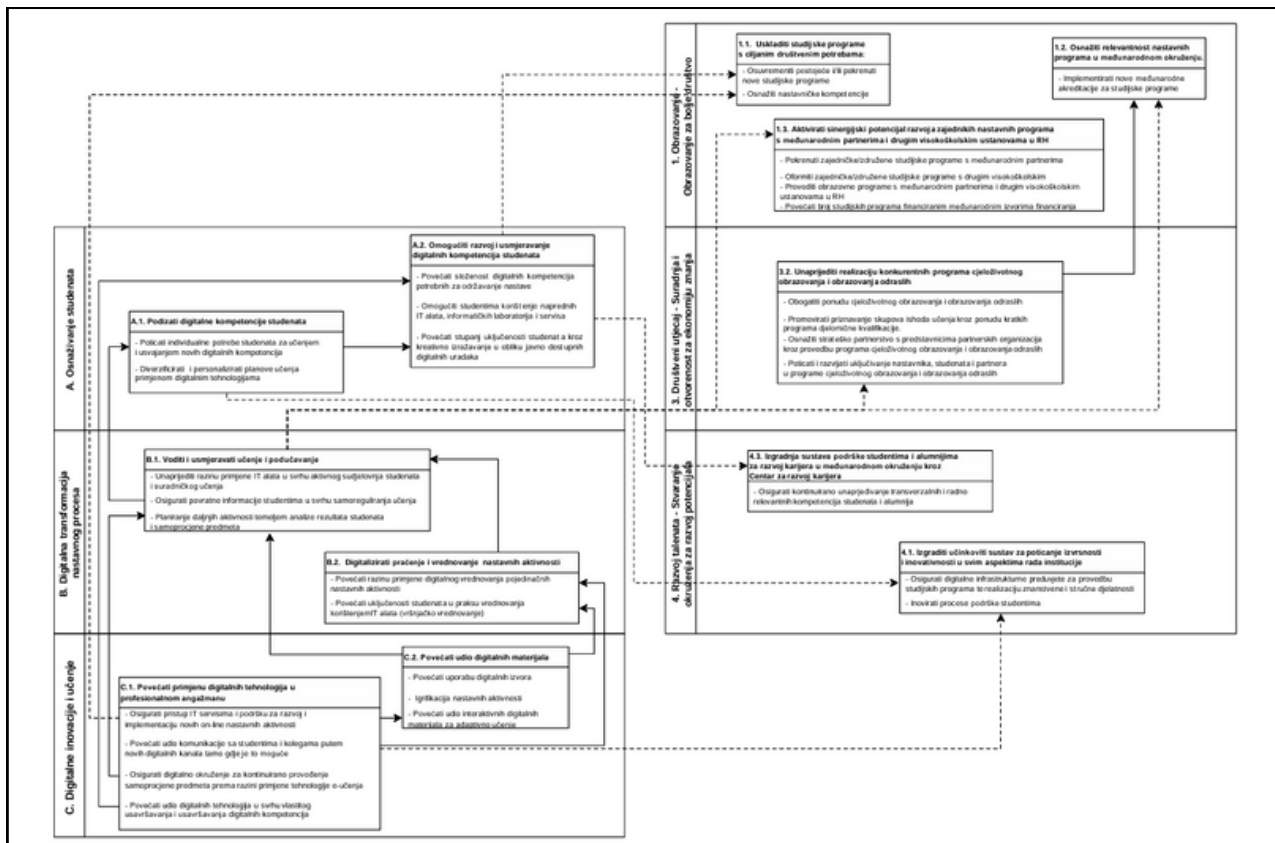 1. Obrazovanje -
Obrazovanje za bolje društvo
1.1. Uskladiti studijske programe
s ciljanim društvenim potrebama:
- Osuvremeniti postojeće i/ili pokrenuti
nove studijske programe
- Osnažiti nastavničke kompetencije
1.2. Osnažiti relevantnost nastavnih
programa u međunarodnom okruženju.
- Implementirati nove međunarodne
akreditacije za studijske programe
1.3. Aktivirati sinergijski potencijal razvoja zajedničkih nastavnih programa
s međunarodnim partnerima i drugim visokoškolskim ustanovama u RH
- Pokrenuti zajedničke/združene studijske programe s međunarodnim partnerima
- Oformiti zajedničke/združene studijske programe s drugim visokoškolskim
- Provoditi obrazovne programe s međunarodnim partnerima i drugim visokoškolskim
ustanovama u RH
- Povećati broj studijskih programa financiranim međunarodnim izvorima financiranja
A. Osnaživanje studenata
A.2. Omogućiti razvoj i usmjeravanje
digitalnih kompetencija studenata
- Povećati složenost digitalnih kompetencija
potrebnih za održavanje nastave
- Omogućiti studentima korištenje naprednih
IT alata, informatičkih laboratorija i servisa
- Povećati stupanj uključenosti studenata kroz
kreativno izražavanje u obliku javno dostupnih
digitalnih uradaka
A.1. Podizati digitalne kompetencije studenata
- Poticati individualne potrebe studenata za učenjem
i usvajanjem novih digitalnih kompetencija
- Diverzificirati i personalizirati planove učenja
primjenom digitalnim tehnologijama
3. Društveni utjecaj - Suradnja i
otvorenost za ekonomiju znanja
3.2. Unaprijediti realizaciju konkurentnih programa cjeloživotnog
obrazovanja i obrazovanja odraslih
- Obogatiti ponudu cjeloživotnog obrazovanja i obrazovanja odraslih
- Promovirati priznavanje skupova ishoda učenja kroz ponudu kratkih
programa djelomične kvalifikacije.
- Osnažiti strateško partnerstvo s predstavnicima partnerskih organizacija
kroz provedbu programa cjeloživotnog obrazovanja i obrazovanja odraslih
- Poticati i razvijati uključivanje nastavnika, studenata i partnera
u programe cjeloživotnog obrazovanja i obrazovanja odraslih
B. Digitalna transformacija
nastavnog procesa
B.1. Voditi i usmjeravati učenje i podučavanje
- Unaprijediti razinu primjene IT alata u svrhu aktivnog sudjelovnja studenata
i suradničkog učenja
- Osigurati povratne informacije studentima u svrhu samoreguliranja učenja
- Planiranje daljnjih aktivnosti temeljem analize rezultata studenata
i samoprocjene predmeta
B.2. Digitalizirati praćenje i vrednovanje nastavnih aktivnosti
- Povećati razinu primjene digitalnog vrednovanja pojedinačnih
nastavnih aktivnosti
- Povećati uključenosti studenata u praksu vrednovanja
korištenjem IT alata (vršnjačko vrednovanje)
4. Razvoj talenata - Stvaranje
okruženja za razvoj potencijala
4.3. Izgradnja sustava podrške studentima i alumnijima
za razvoj karijera u međunarodnom okruženju kroz
Centar za razvoj karijera
- Osigurati kontinuirano unaprjeđivanje transverzalnih i radno
relevantnih kompetencija studenata i alumnija
4.1. Izgraditi učinkoviti sustav za poticanje izvrsnosti
i inovativnosti u svim aspektima rada institucije
- Osigurati digitalne infrastrukturne preduvjete za provedbu
studijskih programa te realizaciju znanstvene i stručne djelatnosti
- Inovirati procese podrške studentima
C. Digitalne inovacije i učenje
C.2. Povećati udio digitalnih materijala
- Povećati uporabu digitalnih izvora
- Igrifikacija nastavnih aktivnosti
- Povećati udio interaktivnih digitalnih
materijala za adaptivno učenje
C.1. Povećati primjenu digitalnih tehnologija u
profesionalnom angažmanu
- Osigurati pristup IT servisima i podršku za razvoj i
implementaciju novih on-line nastavnih aktivnosti
- Povećati udio komunikacije sa studentima i kolegama putem
novih digitalnih kanala tamo gdje je to moguće
- Osigurati digitalno okruženje za kontinuirano provođenje
samoprocjene predmeta prema razini primjene tehnologije e-učenja
- Povećati udio digitalnih tehnologija u svrhu vlastitog
usavršavanja i usavršavanja digitalnih kompetencija